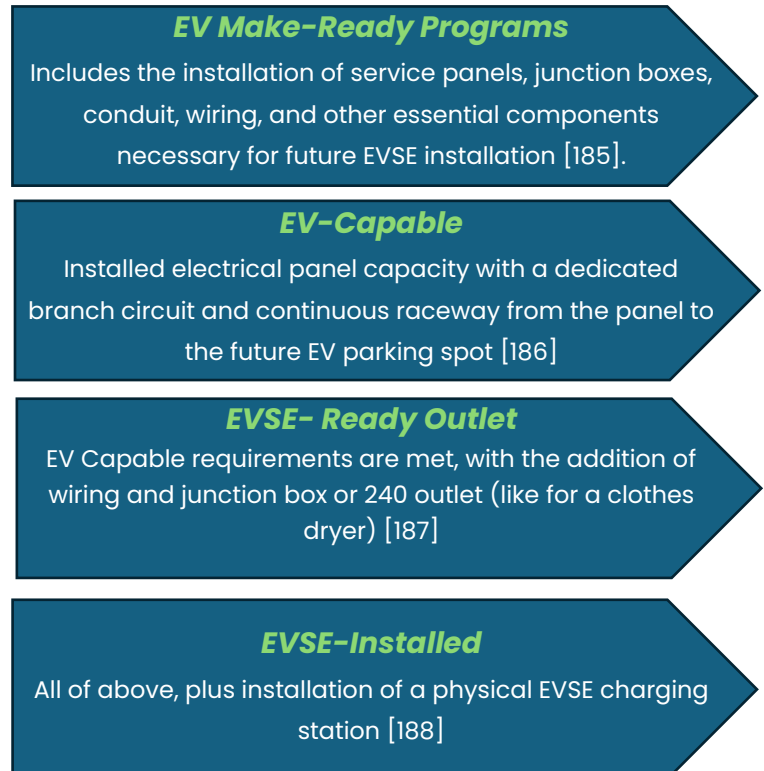 EV Make-Ready Programs
Includes the installation of service panels, junction boxes,
conduit, wiring, and other essential components
necessary for future EVSE installation [185].
EV-Capable
Installed electrical panel capacity with a dedicated
branch circuit and continuous raceway from the panel to
the future EV parking spot [186]
EVSE- Ready Outlet
EV Capable requirements are met, with the addition of
wiring and junction box or 240 outlet (like for a clothes
dryer) [187]
EVSE-Installed
All of above, plus installation of a physical EVSE charging
station [188]